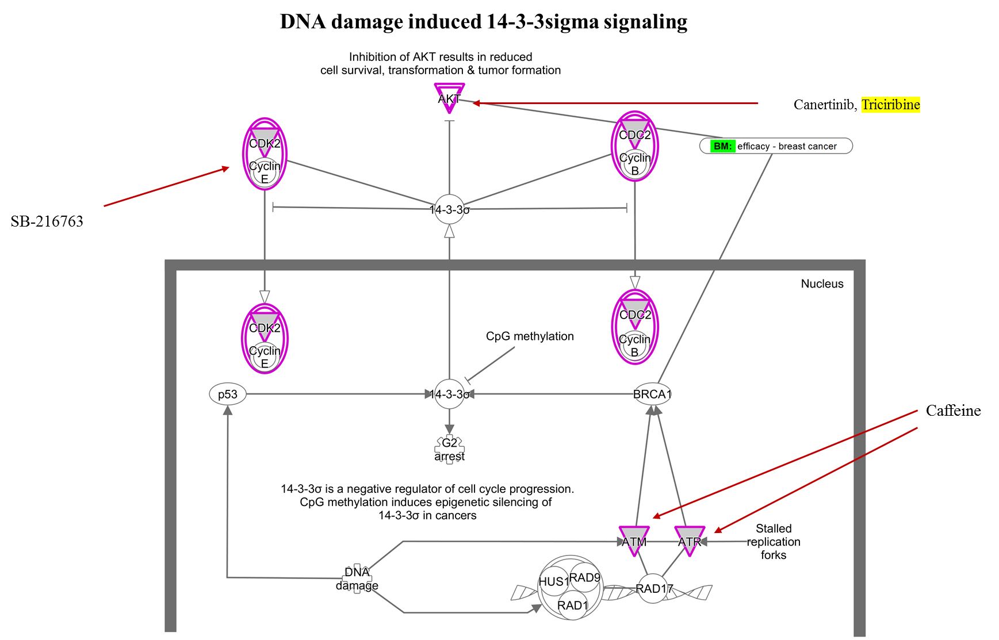 DNA damage induced 14-3-3sigma signaling
Inhibition of AKT results in reduced
cell survival, transformation & tumor formation
AKT
Canertinib, Triciribine
CDK2
Cyclin
E
CDC2
Cyclin
B
BM: efficacy - breast cancer
SB-216763
14-3-3σ
Nucleus
CDK2
Cyclin
E
CDC2
Cyclin
B
CpG methylation
p53
14-3-3σ
BRCA1
Caffeine
G2
arrest
14-3-3σ is a negative regulator of cell cycle progression.
CpG methylation induces epigenetic silencing of
14-3-3σ in cancers
ATM
ATR
Stalled
replication
forks
DNA
damage
HUS1
RAD9
RAD1
RAD17